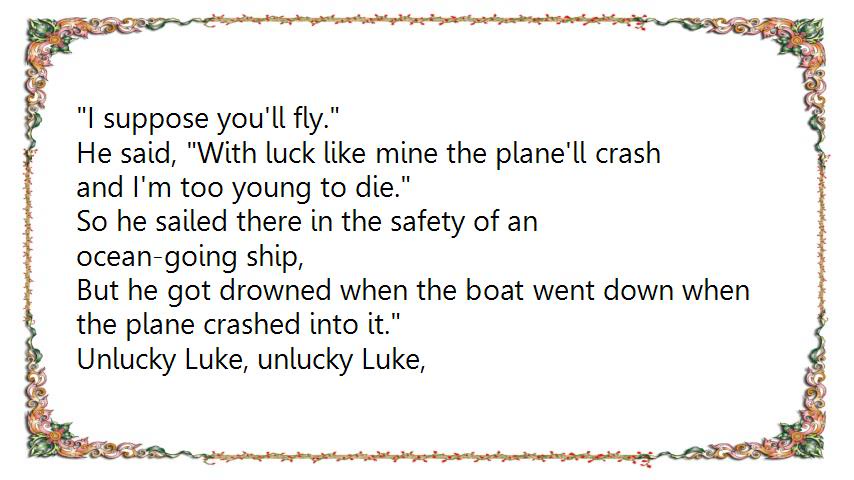 "I suppose you'll fly."
He said, "With luck like mine the plane'll crash
and I'm too young to die."
So he sailed there in the safety of an
ocean-going ship,
But he got drowned when the boat went down when
the plane crashed into it."
Unlucky Luke, unlucky Luke,